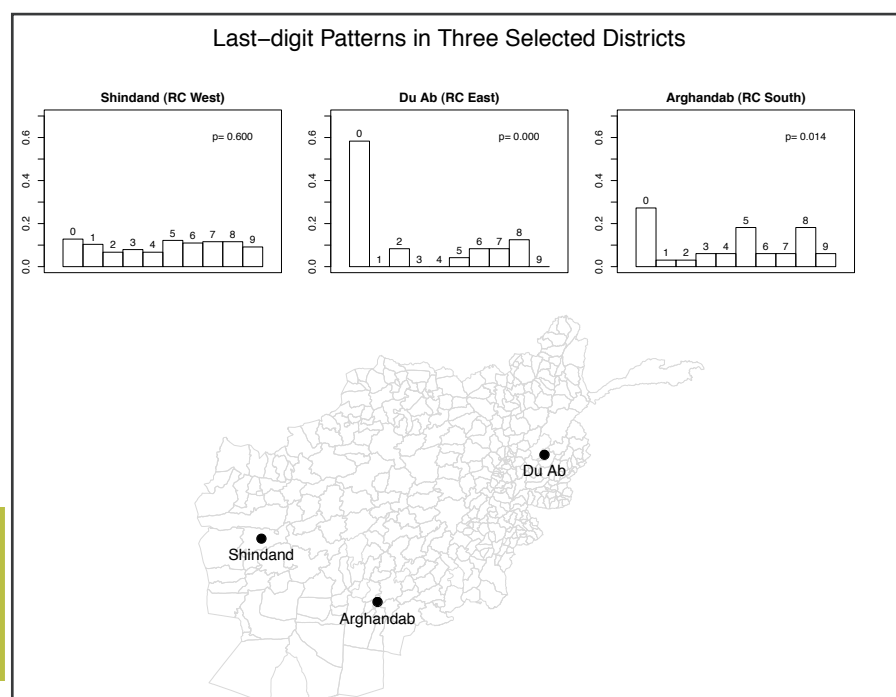 Last–digit Patterns in Three Selected Districts
Shindand (RC West)
0.0 0.2 0.4 0.6
p= 0.600
0 1 2 3 4 5 6 7 8 9
Du Ab (RC East)
p= 0.000
0 1 2 3 4 5 6 7 8 9
0.0 0.2 0.4 0.6
Arghandab (RC South)
p= 0.014
0 1 2 3 4 5 6 7 8 9
0.0 0.2 0.4 0.6
Du Ab
Shindand
Arghandab